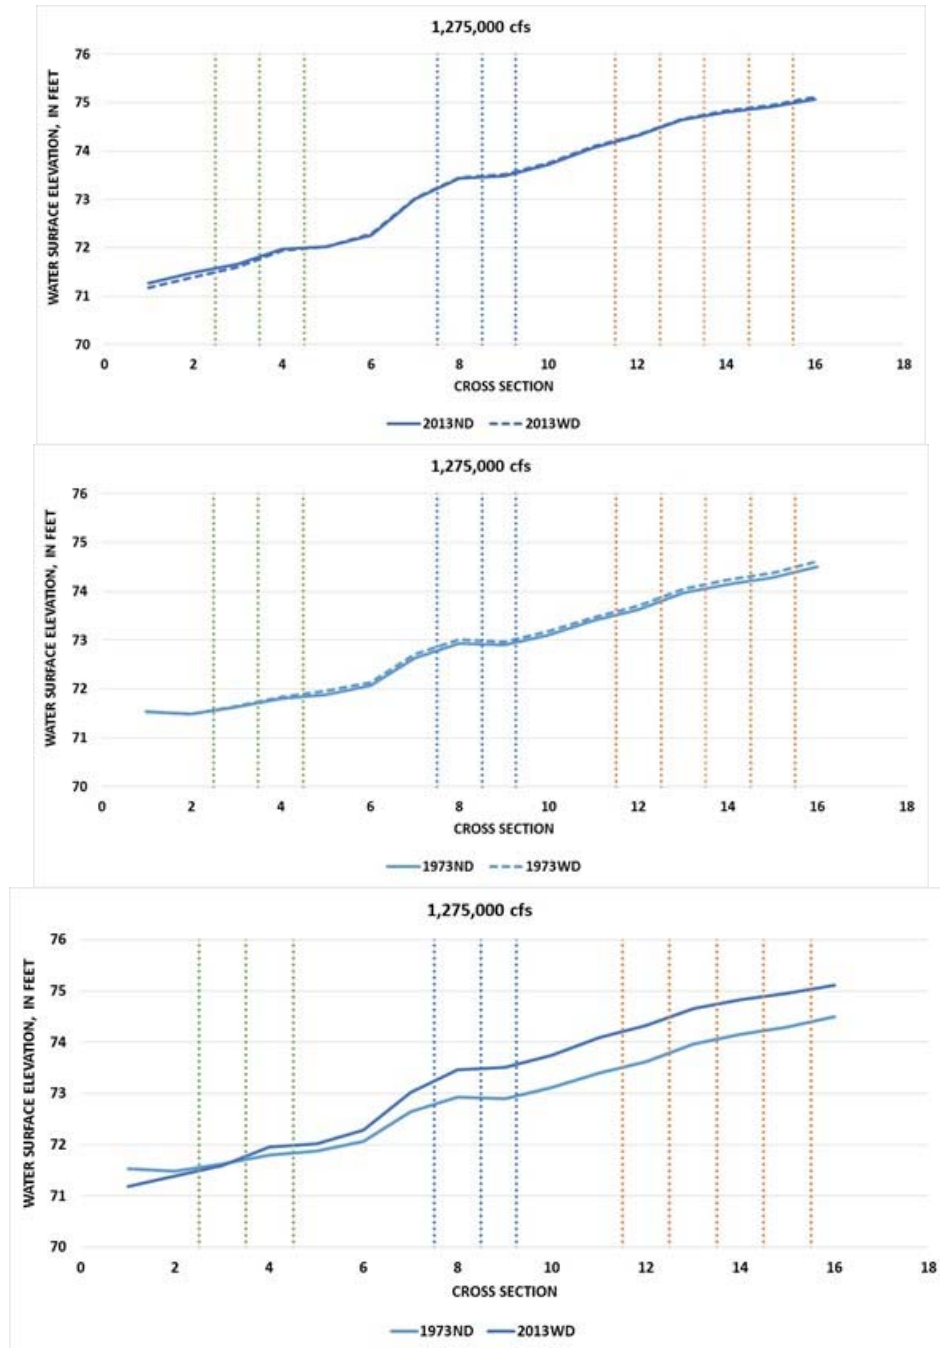 1,275,000 cfs
WATER SURFACE ELEVATION, IN FEET
76
75
74
73
72
71
70
0 2 4 6 8 10 12 14 16 18
CROSS SECTION
2013ND 2013WD
1,275,000 cfs
WATER SURFACE ELEVATION, IN FEET
76
75
74
73
72
71
70
0 2 4 6 8 10 12 14 16 18
CROSS SECTION
1973ND 1973WD
1,275,000 cfs
WATER SURFACE ELEVATION, IN FEET
76
75
74
73
72
71
70
0 2 4 6 8 10 12 14 16 18
CROSS SECTION
1973ND 2013WD